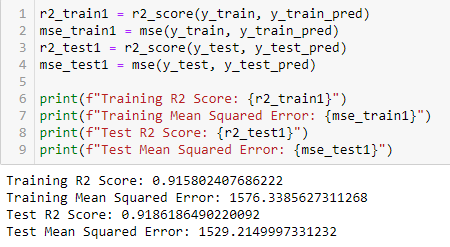 1 r2_train1 = r2_score(y_train, y_train_pred)
2 mse_train1 = mse(y_train, y_train_pred)
3 r2_test1 = r2_score(y_test, y_test_pred)
4 mse_test1 = mse(y_test, y_test_pred)
5
6 print(f"Training R2 Score: {r2_train1}")
7 print(f"Training Mean Squared Error: {mse_train1}")
8 print(f"Test R2 Score: {r2_test1}")
9 print(f"Test Mean Squared Error: {mse_test1}")
Training R2 Score: 0.915802407686222
Training Mean Squared Error: 1576.3385627311268
Test R2 Score: 0.9186186490220092
Test Mean Squared Error: 1529.2149997331232